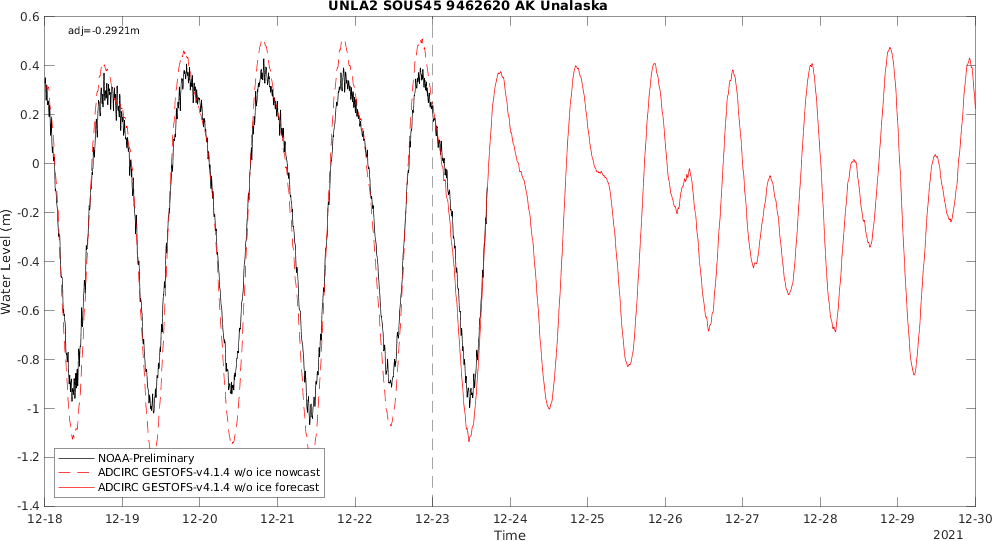 UNLA2 SOUS45 9462620 AK Unalaska
adj=-0.2921m
0.6
0.4
0.2
0
-0.2
-0.4
-0.6
-0.8
-1
-1.2
-1.4
Water Level (m)
NOAA-Preliminary
ADCIRC GESTOFS-v4.1.4 w/o ice nowcast
ADCIRC GESTOFS-v4.1.4 w/o ice forecast
12-18 12-19 12-20 12-21 12-22 12-23 12-24 12-25 12-26 12-27 12-28 12-29 12-30
Time
2021